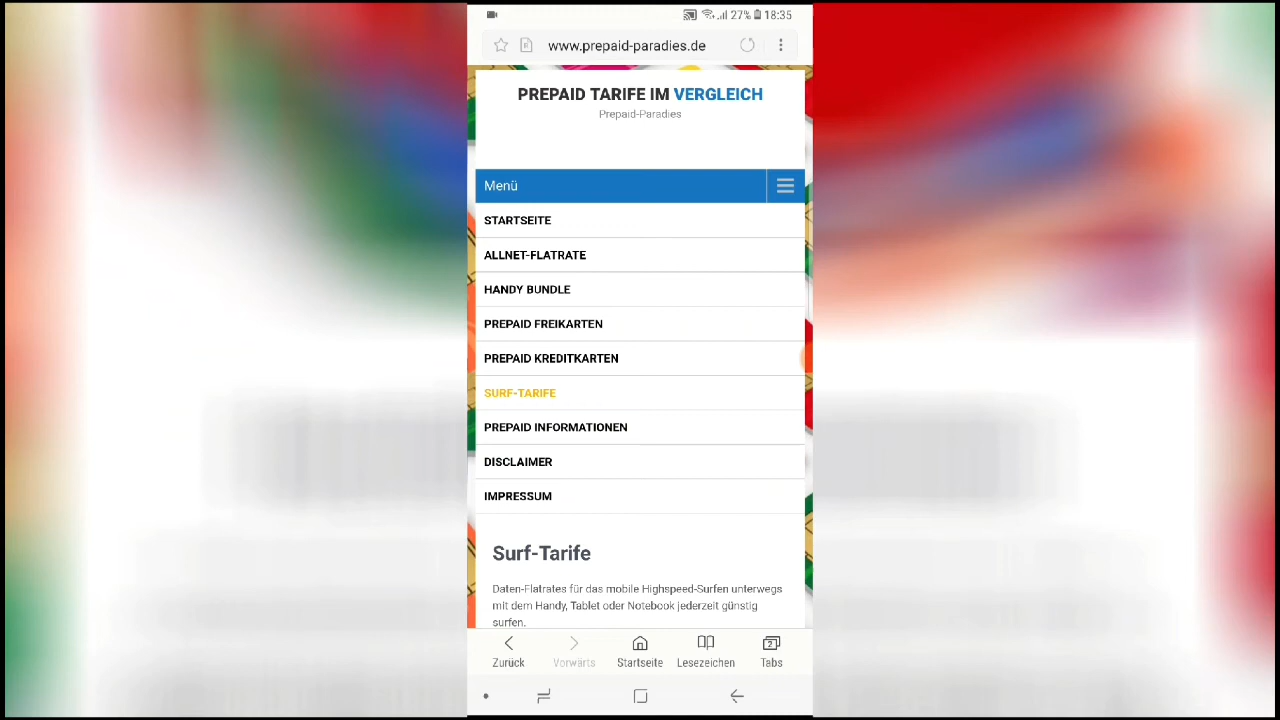 27% 18:35
www.prepaid-paradies.de
PREPAID TARIFE IM VERGLEICH
Prepaid-Paradies
Menü
STARTSEITE
ALLNET-FLATRATE
HANDY BUNDLE
PREPAID FREIKARTEN
PREPAID KREDITKARTEN
SURF-TARIFE
PREPAID INFORMATIONEN
DISCLAIMER
IMPRESSUM
Surf-Tarife
Daten-Flatrates für das mobile Highspeed-Surfen unterwegs
mit dem Handy, Tablet oder Notebook jederzeit günstig
surfen.
2
Zurück Vorwärts Startseite Lesezeichen Tabs